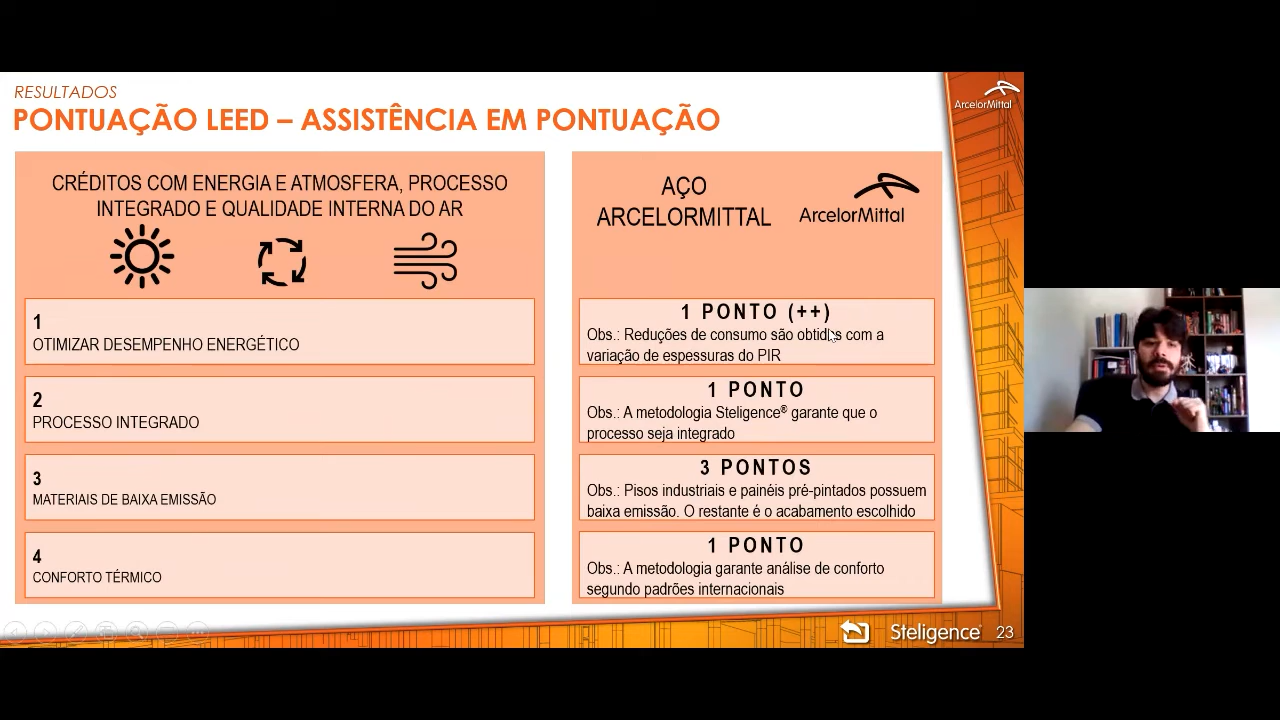 RESULTADOS
PONTUAÇÃO LEED – ASSISTÊNCIA EM PONTUAÇÃO
ArcelorMittal
CRÉDITOS COM ENERGIA E ATMOSFERA, PROCESSO
INTEGRADO E QUALIDADE INTERNA DO AR
AÇO
ARCELORMITTAL
ArcelorMittal
1
OTIMIZAR DESEMPENHO ENERGÉTICO
1 PONTO (++)
Obs.: Reduções de consumo são obtidas com a
variação de espessuras do PIR
2
PROCESSO INTEGRADO
1 PONTO
Obs.: A metodologia Steligence® garante que o
processo seja integrado
3
MATERIAIS DE BAIXA EMISSÃO
3 PONTOS
Obs.: Pisos industriais e painéis pré-pintados possuem
baixa emissão. O restante é o acabamento escolhido
4
CONFORTO TÉRMICO
1 PONTO
Obs.: A metodologia garante análise de conforto
segundo padrões internacionais
Steligence® 23